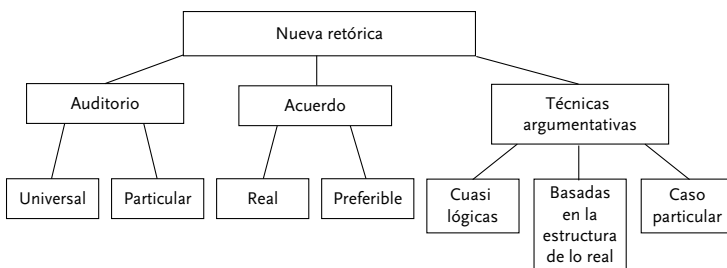 Nueva retórica
Auditorio
Acuerdo
Técnicas
argumentativas
Universal
Particular
Real
Preferible
Cuasi
lógicas
Basadas
en la
estructura
de lo real
Caso
particular